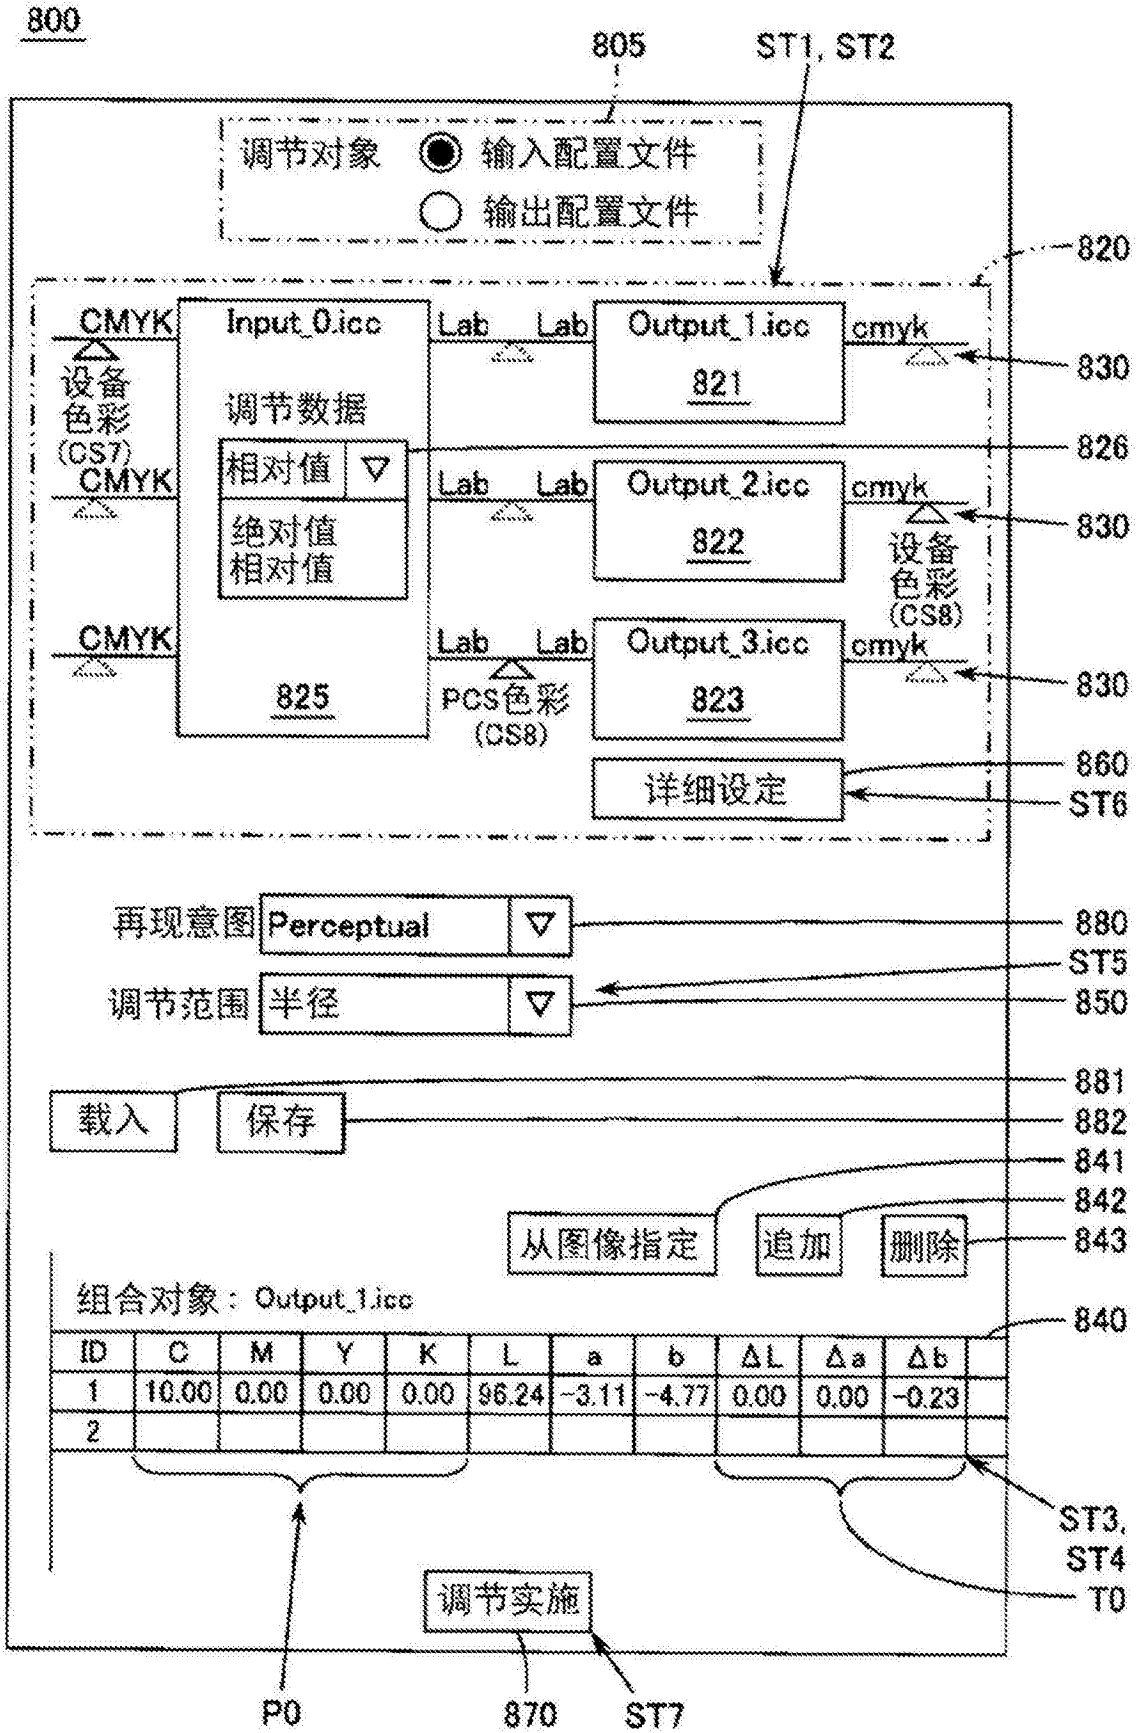 800
805
ST1, ST2
调节对象 输入配置文件
输出配置文件
820
CMYK Input_0.icc Lab Lab Output_1.icc cmyk
821
830
设备
色彩
(CS7)
调节数据
相对值
826
绝对值
相对值
CMYK Lab Lab Output_2.icc cmyk
822
830
设备
色彩
(CS8)
CMYK Lab Lab Output_3.icc cmyk
825
823
830
PCS色彩
(CS8)
详细设定
860
ST6
再现意图 Perceptual
880
ST5
调节范围 半径
850
881
载入 保存
882
841
842
从图像指定 追加 删除
843
组合对象: Output_1.icc
840
ID C M Y K L a b ΔL Δa Δb
1 10.00 0.00 0.00 0.00 96.24 -3.11 -4.77 0.00 0.00 -0.23
2
ST3,
ST4
T0
调节实施
P0 870 ST7